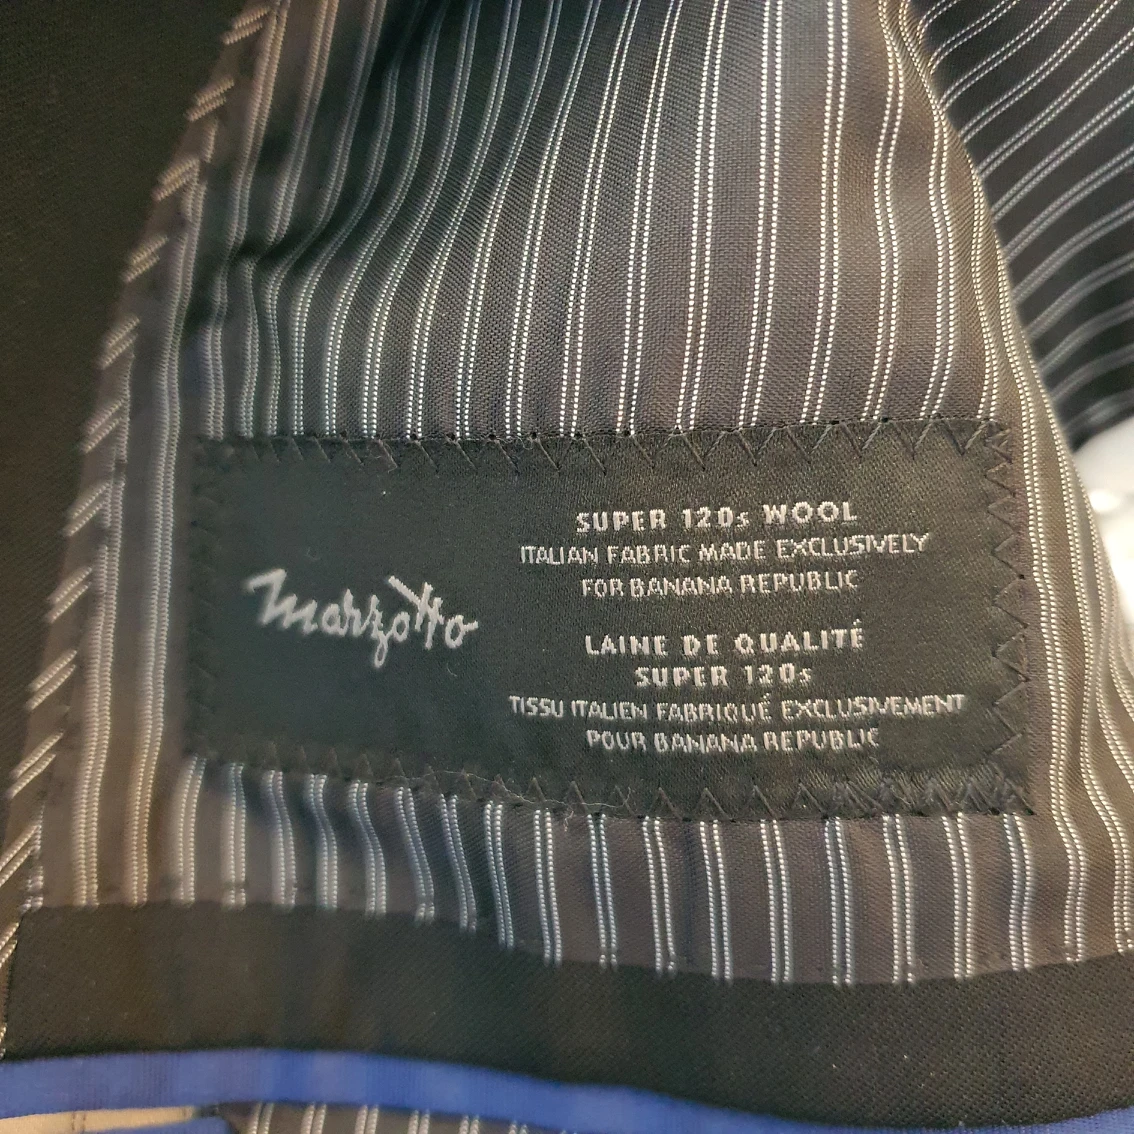 marzotto
SUPER 120s WOOL
ITALIAN FABRIC MADE EXCLUSIVELY
FOR BANANA REPUBLIC
LAINE DE QUALITÉ
SUPER 120s
TISSU ITALIEN FABRIQUÉ EXCLUSIVEMENT
POUR BANANA REPUBLIC